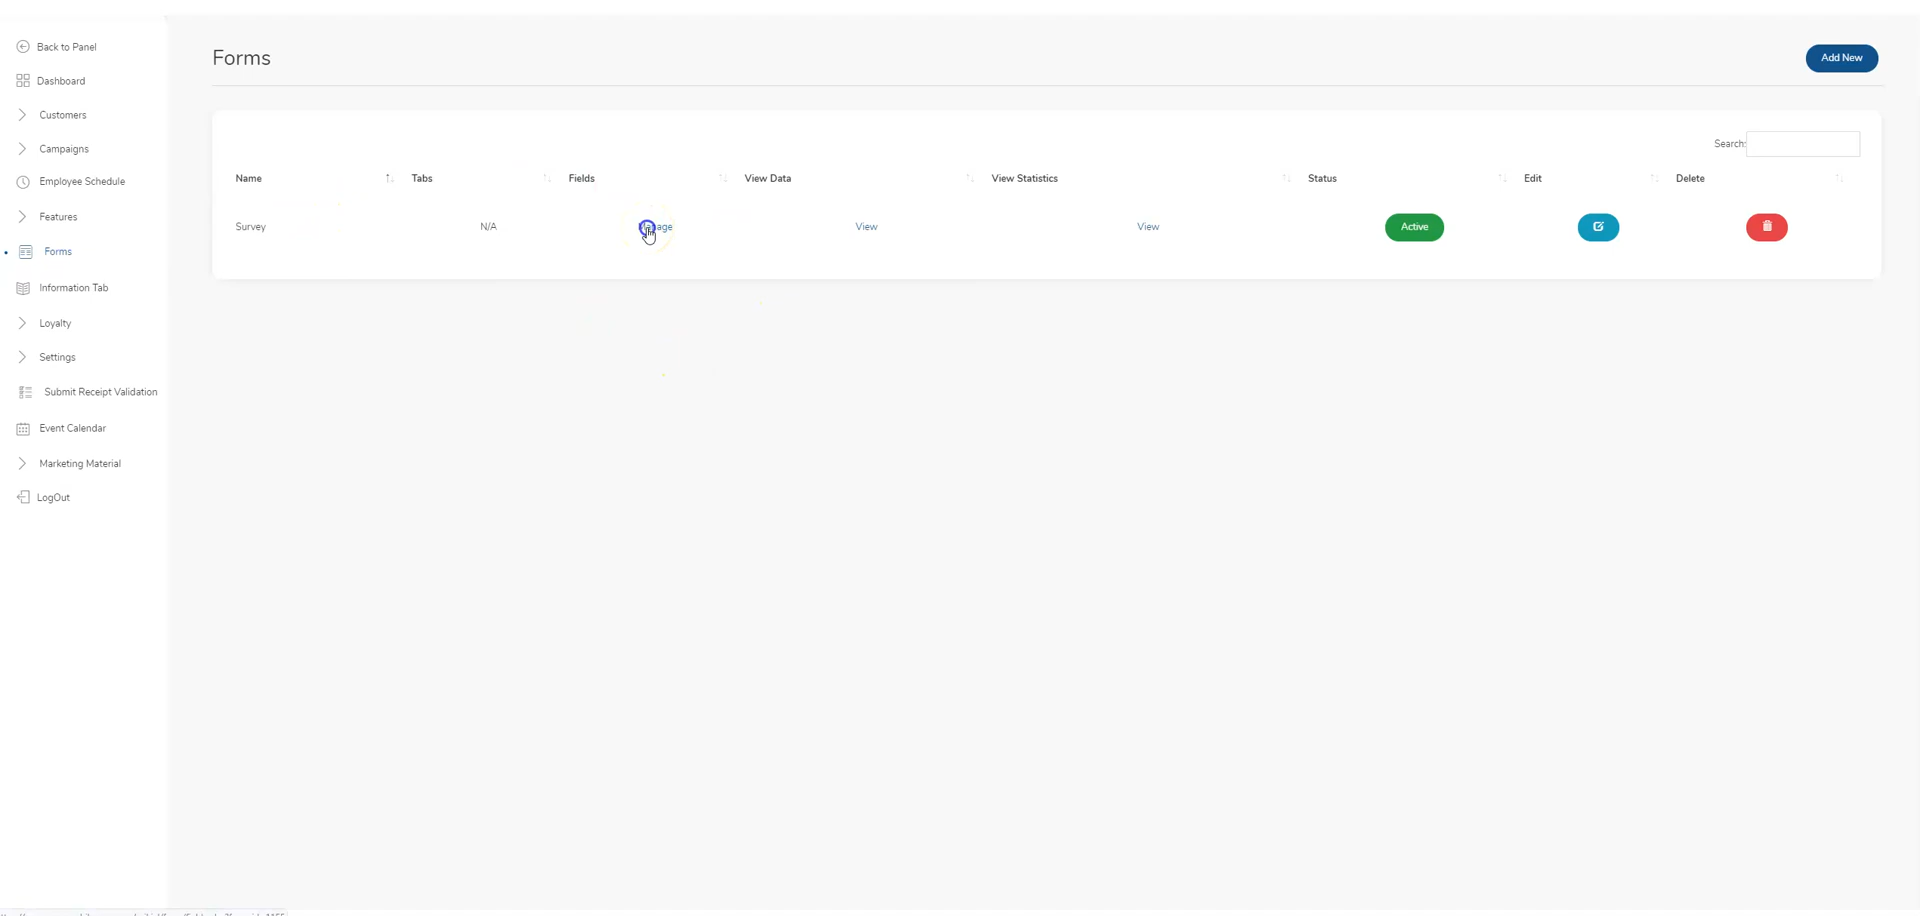 Back to Panel
Dashboard
Customers
Campaigns
Employee Schedule
Features
Forms
Information Tab
Loyalty
Settings
Submit Receipt Validation
Event Calendar
Marketing Material
LogOut
Forms
Add New
Search:
Name Tabs Fields View Data View Statistics Status Edit Delete
Survey N/A Manage View View Active